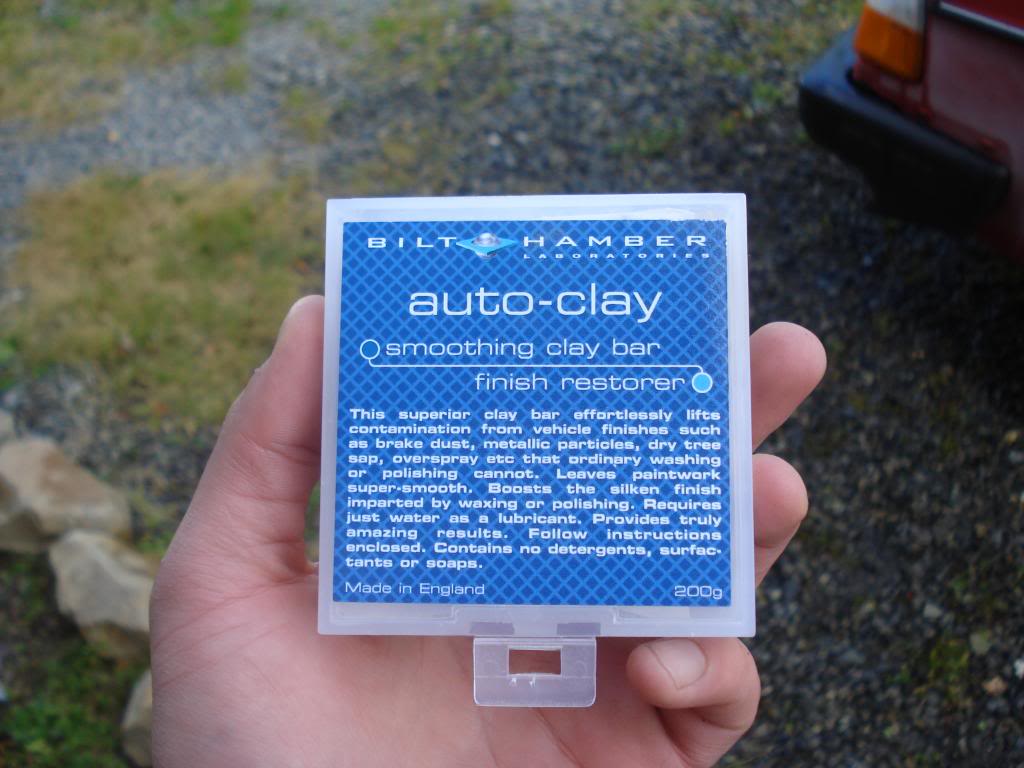 BILT HAMBER
LABORATORIES
auto-clay
smoothing clay bar
finish restorer
This superior clay bar effortlessly lifts
contamination from vehicle finishes such
as brake dust, metallic particles, dry tree
sap, overspray etc that ordinary washing
or polishing cannot. Leaves paintwork
super-smooth. Boosts the silken finish
imparted by waxing or polishing. Requires
just water as a lubricant. Provides truly
amazing results. Follow instructions
enclosed. Contains no detergents, surfac-
tants or soaps.
Made in England 200g